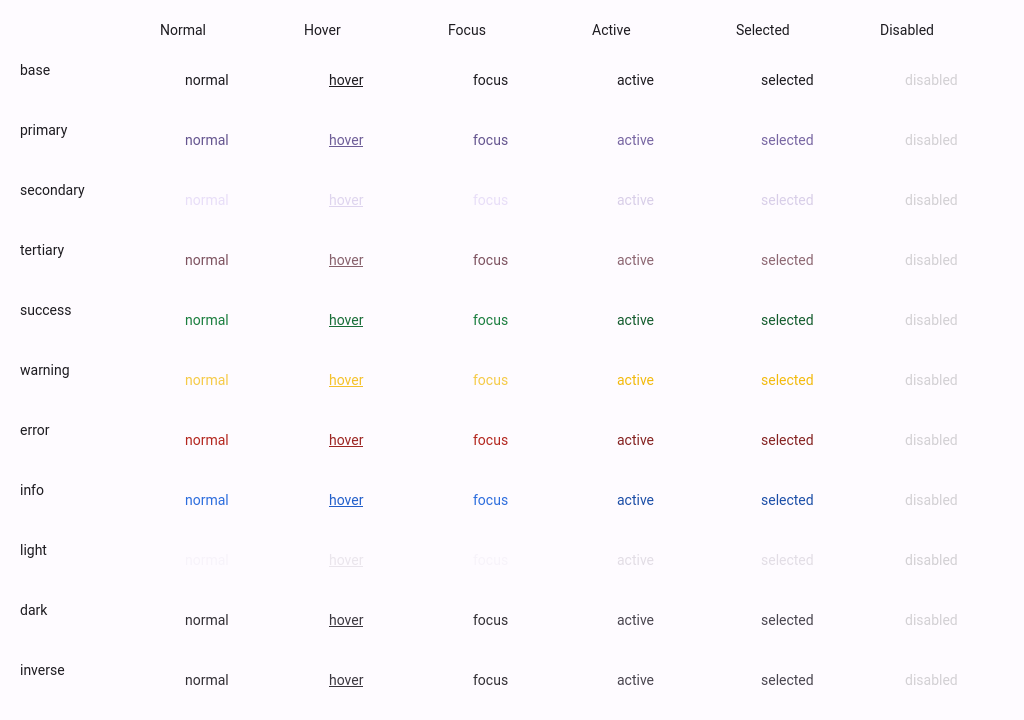 Normal Hover Focus Active Selected Disabled
base normal hover focus active selected disabled
primary normal hover focus active selected disabled
secondary normal hover focus active selected disabled
tertiary normal hover focus active selected disabled
success normal hover focus active selected disabled
warning normal hover focus active selected disabled
error normal hover focus active selected disabled
info normal hover focus active selected disabled
light normal hover focus active selected disabled
dark normal hover focus active selected disabled
inverse normal hover focus active selected disabled